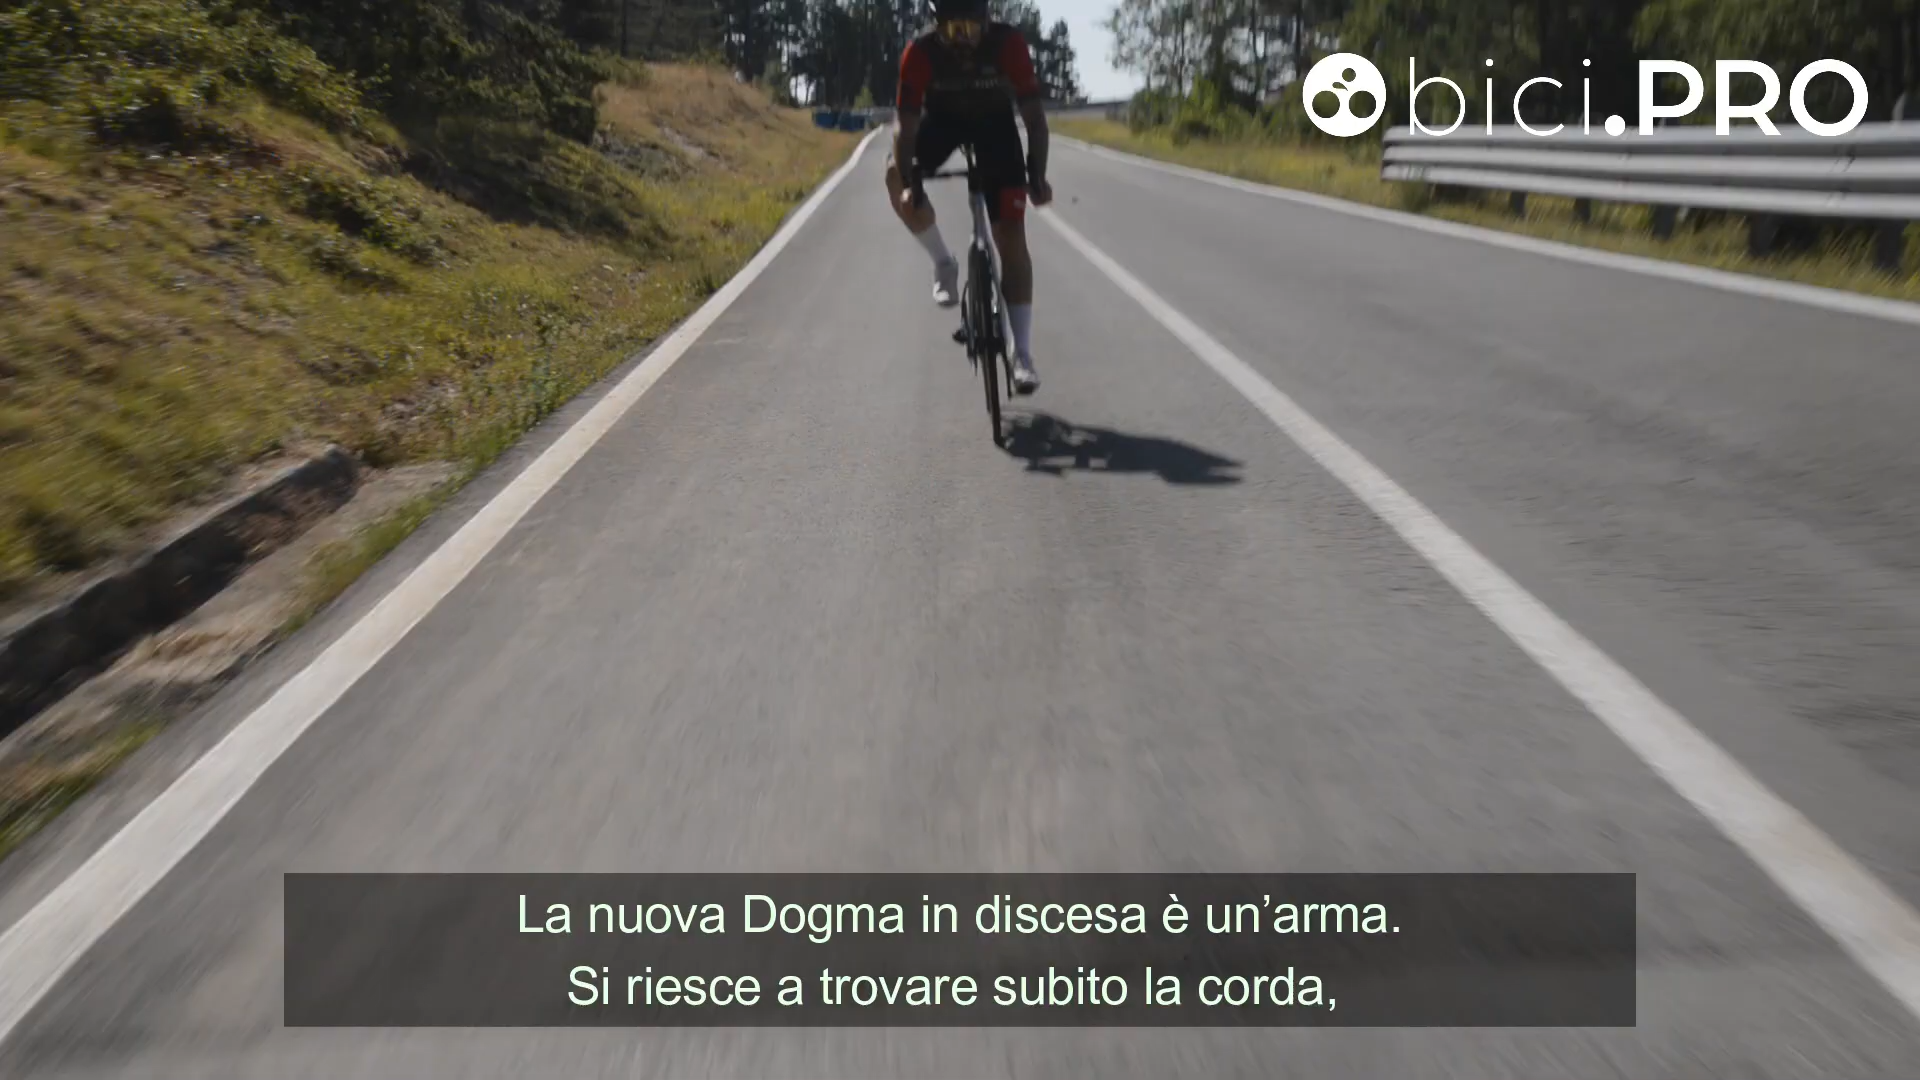 bici.PRO
La nuova Dogma in discesa è un’arma.
Si riesce a trovare subito la corda,